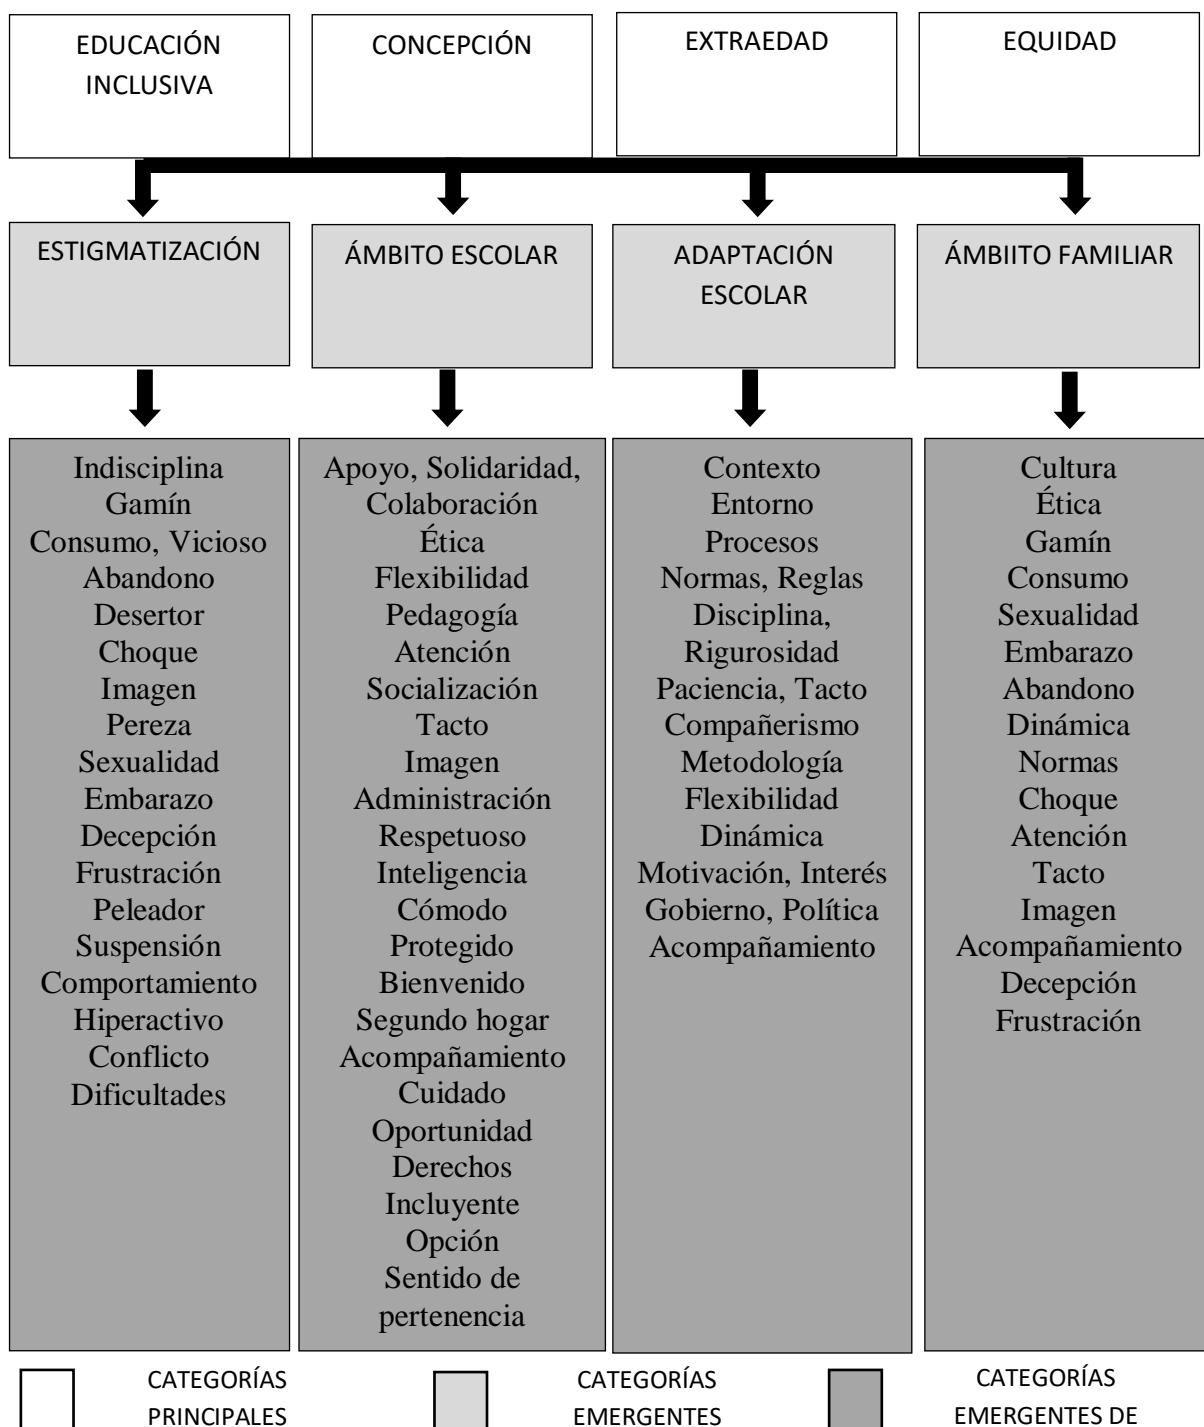 EDUCACIÓN
INCLUSIVA
CONCEPCIÓN
EXTRAEDAD
EQUIDAD
ESTIGMATIZACIÓN
ÁMBITO ESCOLAR
ADAPTACIÓN
ESCOLAR
ÁMBIITO FAMILIAR
Indisciplina
Gamín
Consumo, Vicioso
Abandono
Desertor
Choque
Imagen
Pereza
Sexualidad
Embarazo
Decepción
Frustración
Peleador
Suspensión
Comportamiento
Hiperactivo
Conflicto
Dificultades
Apoyo, Solidaridad,
Colaboración
Ética
Flexibilidad
Pedagogía
Atención
Socialización
Tacto
Imagen
Administración
Respetuoso
Inteligencia
Cómodo
Protegido
Bienvenido
Segundo hogar
Acompañamiento
Cuidado
Oportunidad
Derechos
Incluyente
Opción
Sentido de
pertenencia
Contexto
Entorno
Procesos
Normas, Reglas
Disciplina,
Rigurosidad
Paciencia, Tacto
Compañerismo
Metodología
Flexibilidad
Dinámica
Motivación, Interés
Gobierno, Política
Acompañamiento
Cultura
Ética
Gamín
Consumo
Sexualidad
Embarazo
Abandono
Dinámica
Normas
Choque
Atención
Tacto
Imagen
Acompañamiento
Decepción
Frustración
CATEGORÍAS
PRINCIPALES
CATEGORÍAS
EMERGENTES
CATEGORÍAS
EMERGENTES DE